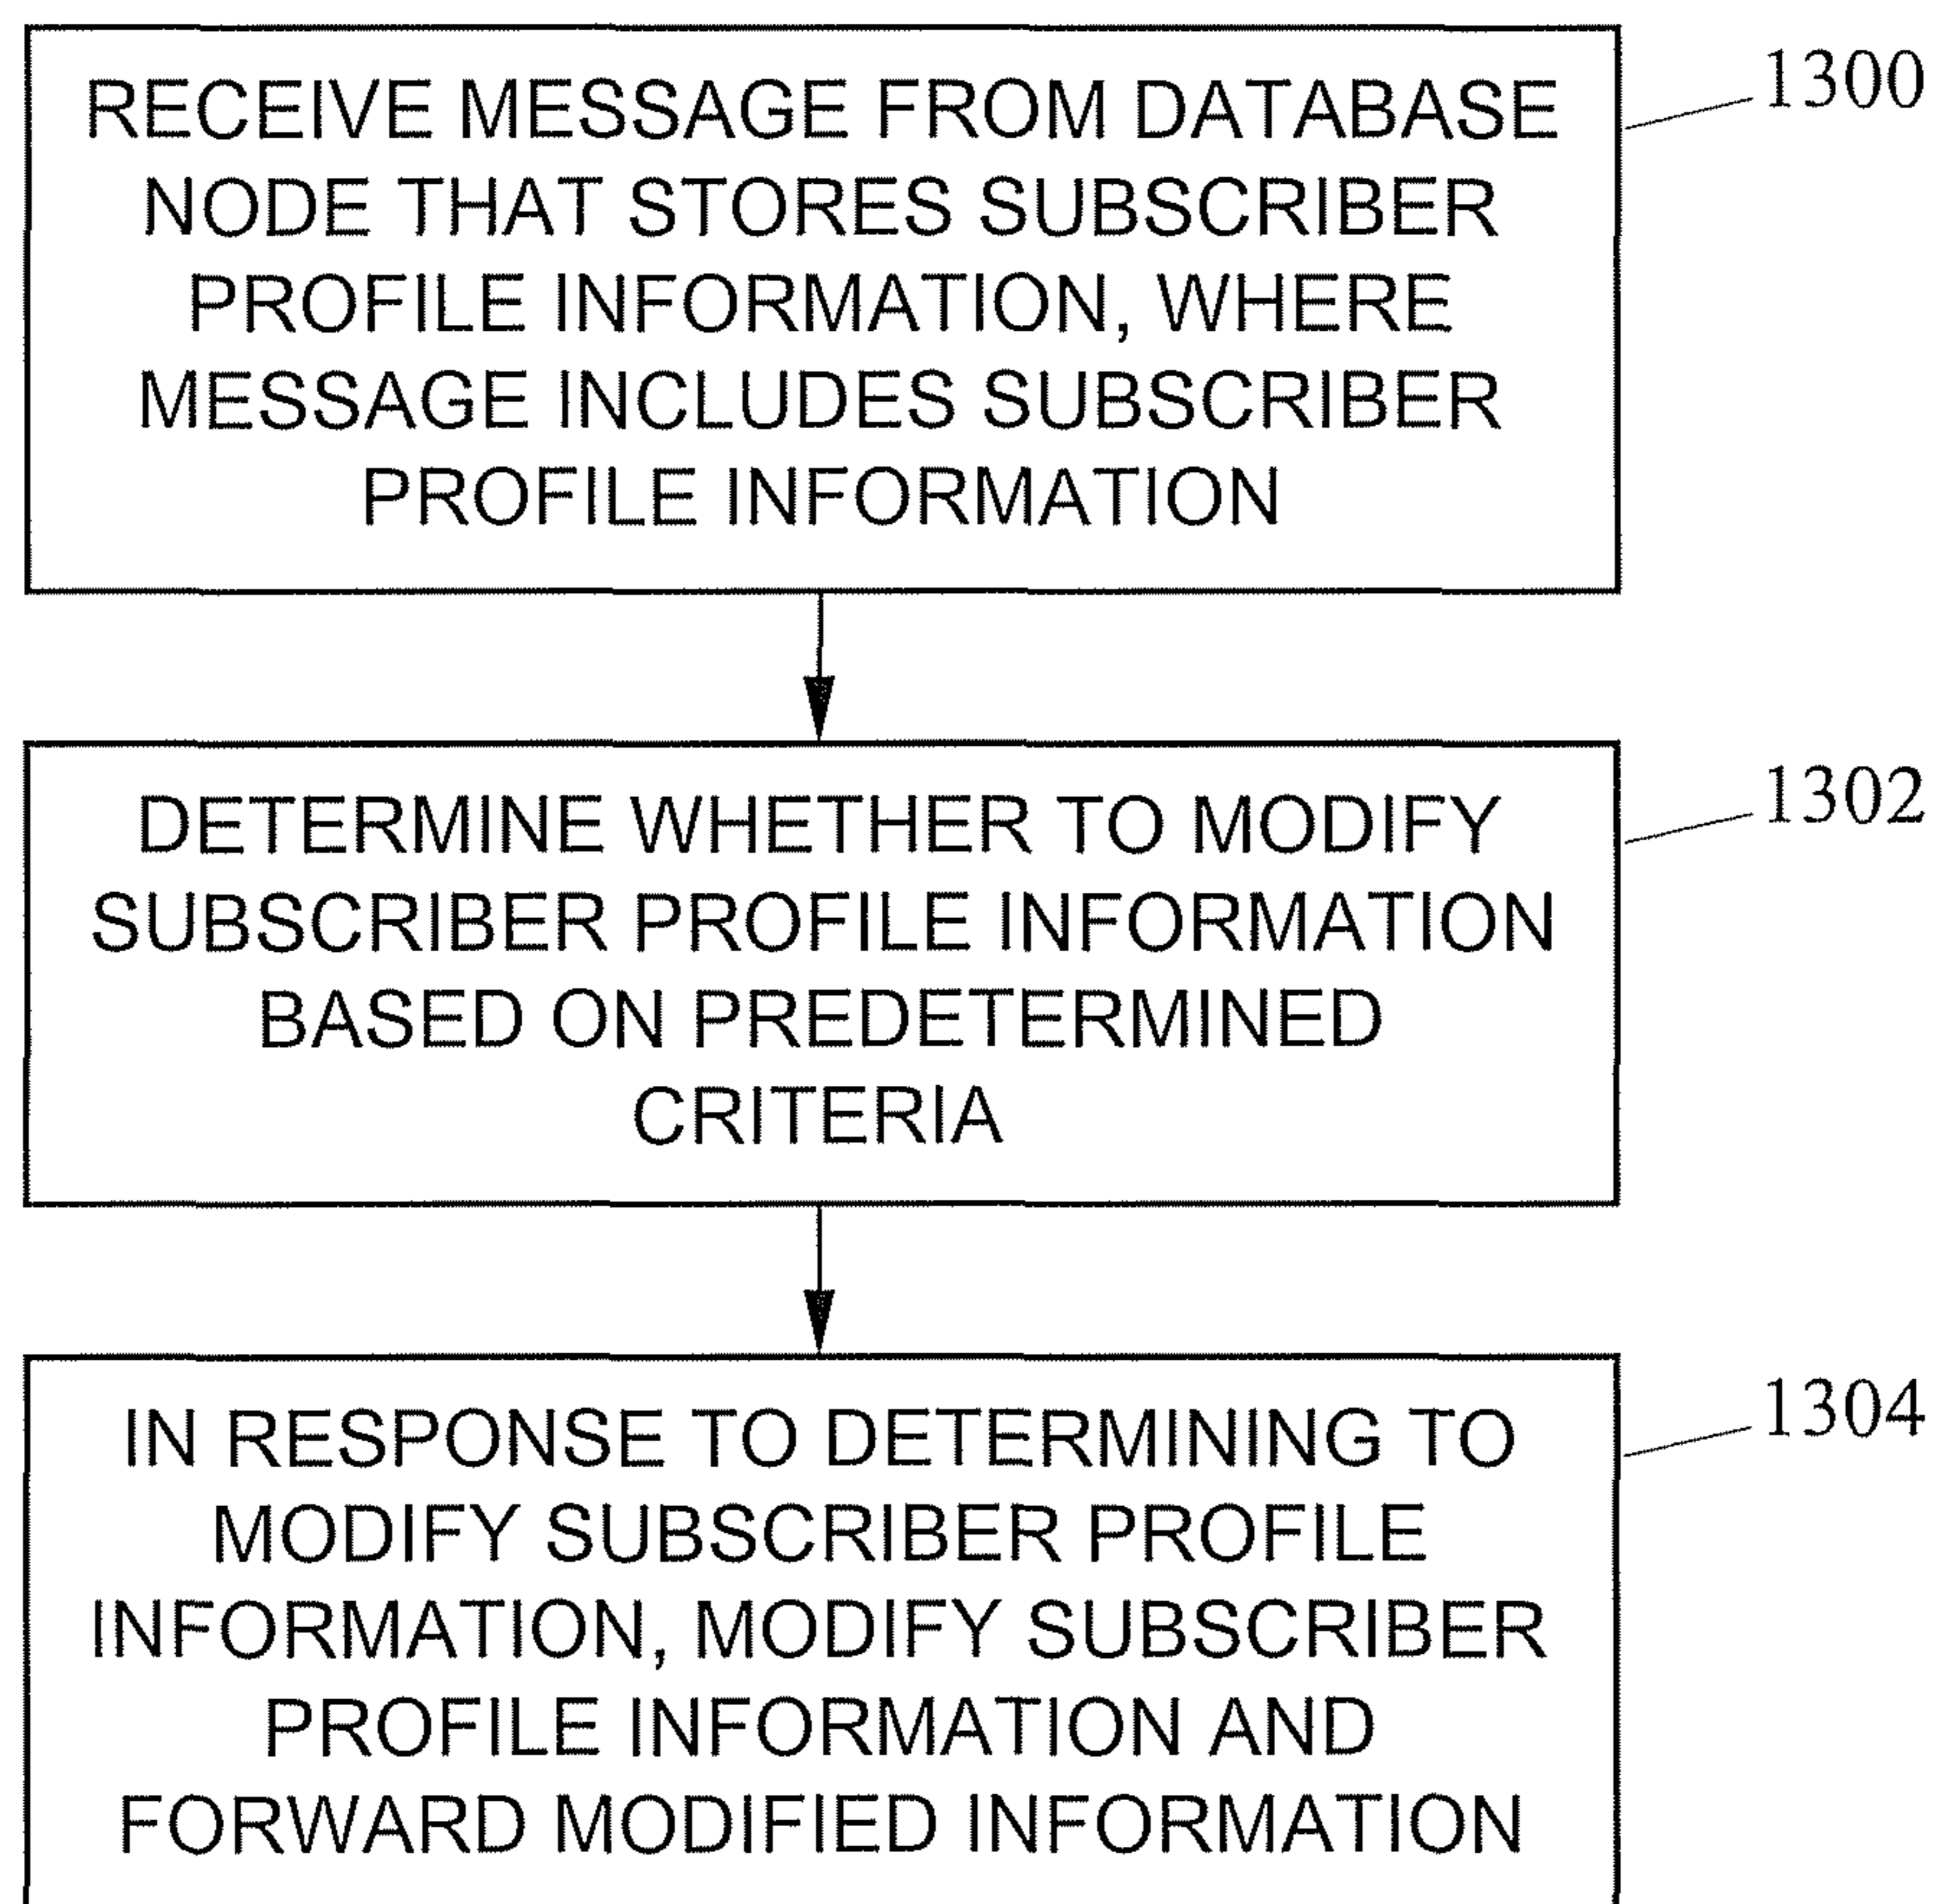 RECEIVE MESSAGE FROM DATABASE
NODE THAT STORES SUBSCRIBER
PROFILE INFORMATION, WHERE
MESSAGE INCLUDES SUBSCRIBER
PROFILE INFORMATION
1300
DETERMINE WHETHER TO MODIFY
SUBSCRIBER PROFILE INFORMATION
BASED ON PREDETERMINED
CRITERIA
1302
IN RESPONSE TO DETERMINING TO
MODIFY SUBSCRIBER PROFILE
INFORMATION, MODIFY SUBSCRIBER
PROFILE INFORMATION AND
FORWARD MODIFIED INFORMATION
1304